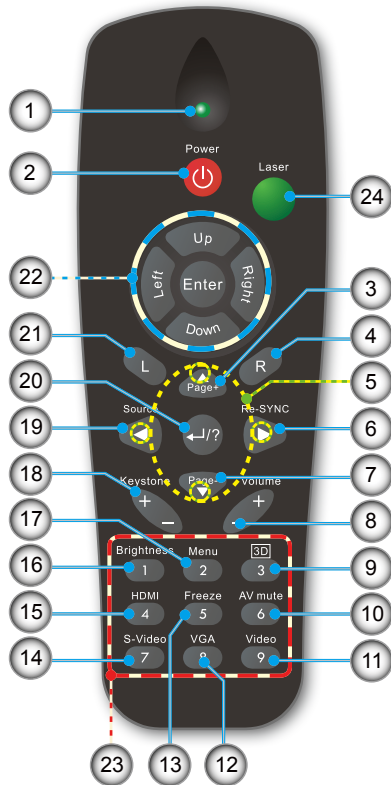 1
Power
2
Laser
24
Up
22
Left
Enter
Right
Down
3
21
L
R
4
Page+
20
5
Source
Re-SYNC
19
/?
6
18
Keystone
Page-
Volume
7
+
+
17
-
-
8
Brightness
Menu
3D
16
1
2
3
9
HDMI
Freeze
AV mute
15
4
5
6
10
S-Video
VGA
Video
14
7
8
9
11
23
13
12